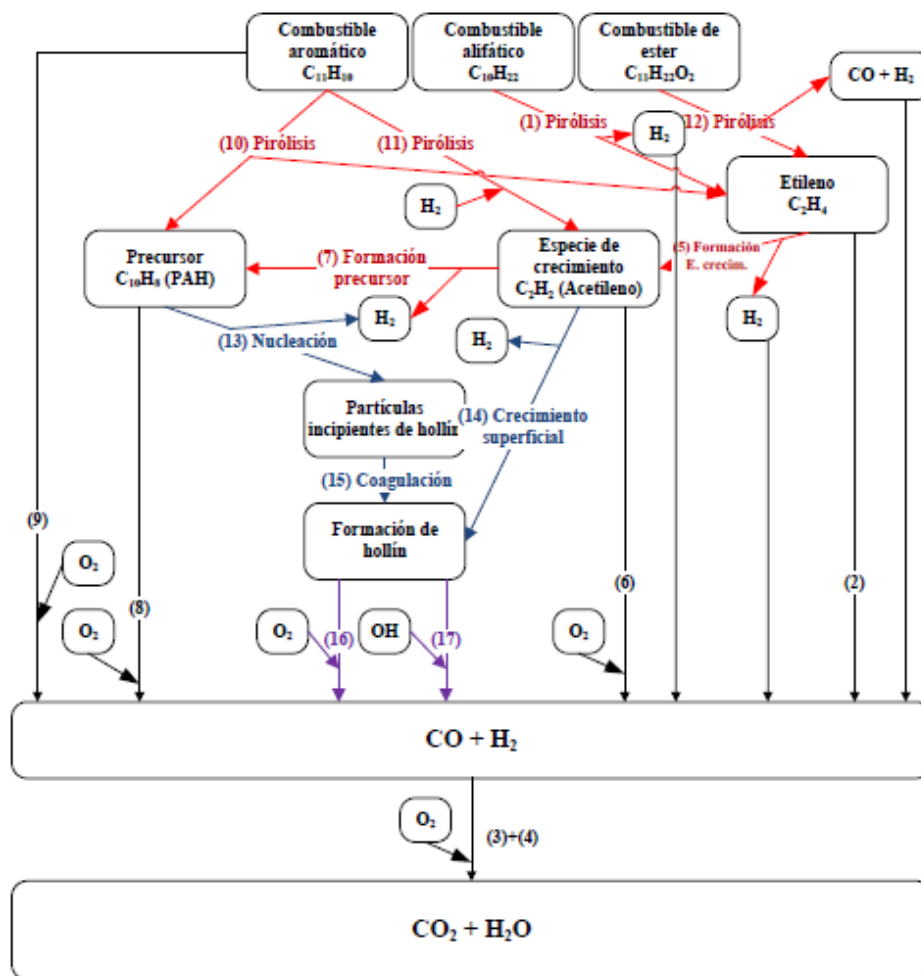 Combustible
aromático
C₁₁H₁₀
Combustible
alifático
C₁₀H₂₂
Combustible de
ester
C₁₁H₂₂O₂
CO + H₂
(10) Pirólisis
(11) Pirólisis
(1) Pirólisis
H₂
12) Pirólisis
H₂
Etileno
C₂H₄
Precursor
C₁₀H₈ (PAH)
(7) Formación
precursor
Especie de
crecimiento
C₂H₂ (Acetileno)
(5) Formación
E. crecim.
H₂
H₂
H₂
(13) Nucleación
Partículas
incipientes de hollín
(14) Crecimiento
superficial
(15) Coagulación
Formación de
hollín
(9)
O₂
(8)
O₂
O₂
(16)
OH
(17)
O₂
(6)
(2)
CO + H₂
O₂
(3)+(4)
CO₂ + H₂O